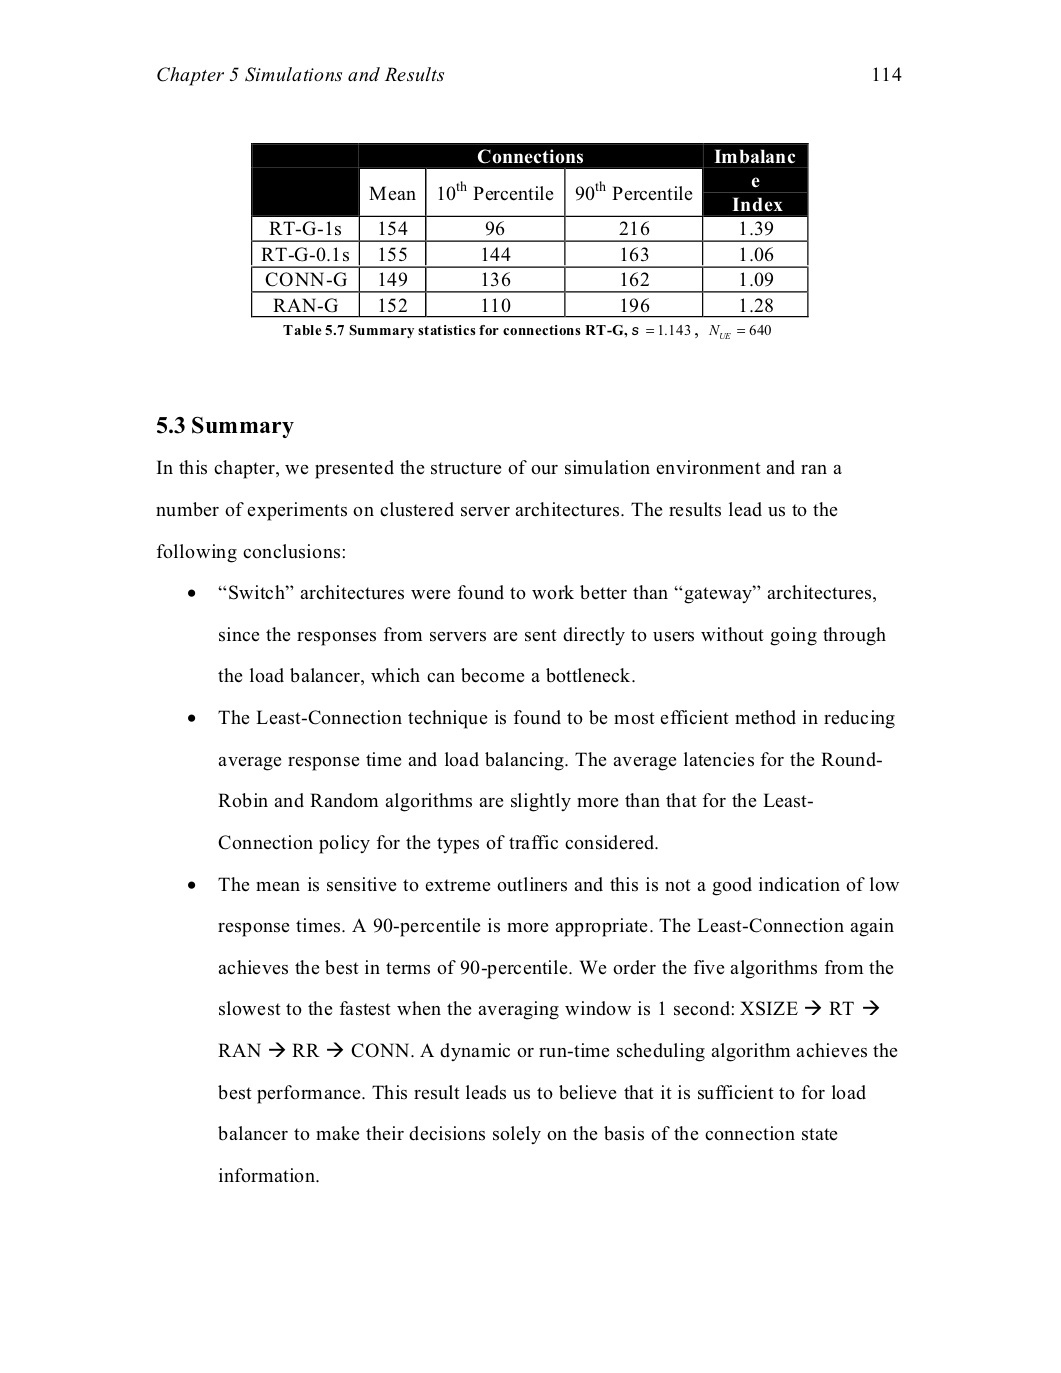 Chapter 5 Simulations and Results 114
Connections Imbalanc
e
Index
Mean 10th Percentile 90th Percentile
RT-G-1s 154 96 216 1.39
RT-G-0.1s 155 144 163 1.06
CONN-G 149 136 162 1.09
RAN-G 152 110 196 1.28
Table 5.7 Summary statistics for connections RT-G, s = 1.143 , N_UE = 640
5.3 Summary
In this chapter, we presented the structure of our simulation environment and ran a
number of experiments on clustered server architectures. The results lead us to the
following conclusions:
• “Switch” architectures were found to work better than “gateway” architectures,
since the responses from servers are sent directly to users without going through
the load balancer, which can become a bottleneck.
• The Least-Connection technique is found to be most efficient method in reducing
average response time and load balancing. The average latencies for the Round-
Robin and Random algorithms are slightly more than that for the Least-
Connection policy for the types of traffic considered.
• The mean is sensitive to extreme outliners and this is not a good indication of low
response times. A 90-percentile is more appropriate. The Least-Connection again
achieves the best in terms of 90-percentile. We order the five algorithms from the
slowest to the fastest when the averaging window is 1 second: XSIZE → RT →
RAN → RR → CONN. A dynamic or run-time scheduling algorithm achieves the
best performance. This result leads us to believe that it is sufficient to for load
balancer to make their decisions solely on the basis of the connection state
information.